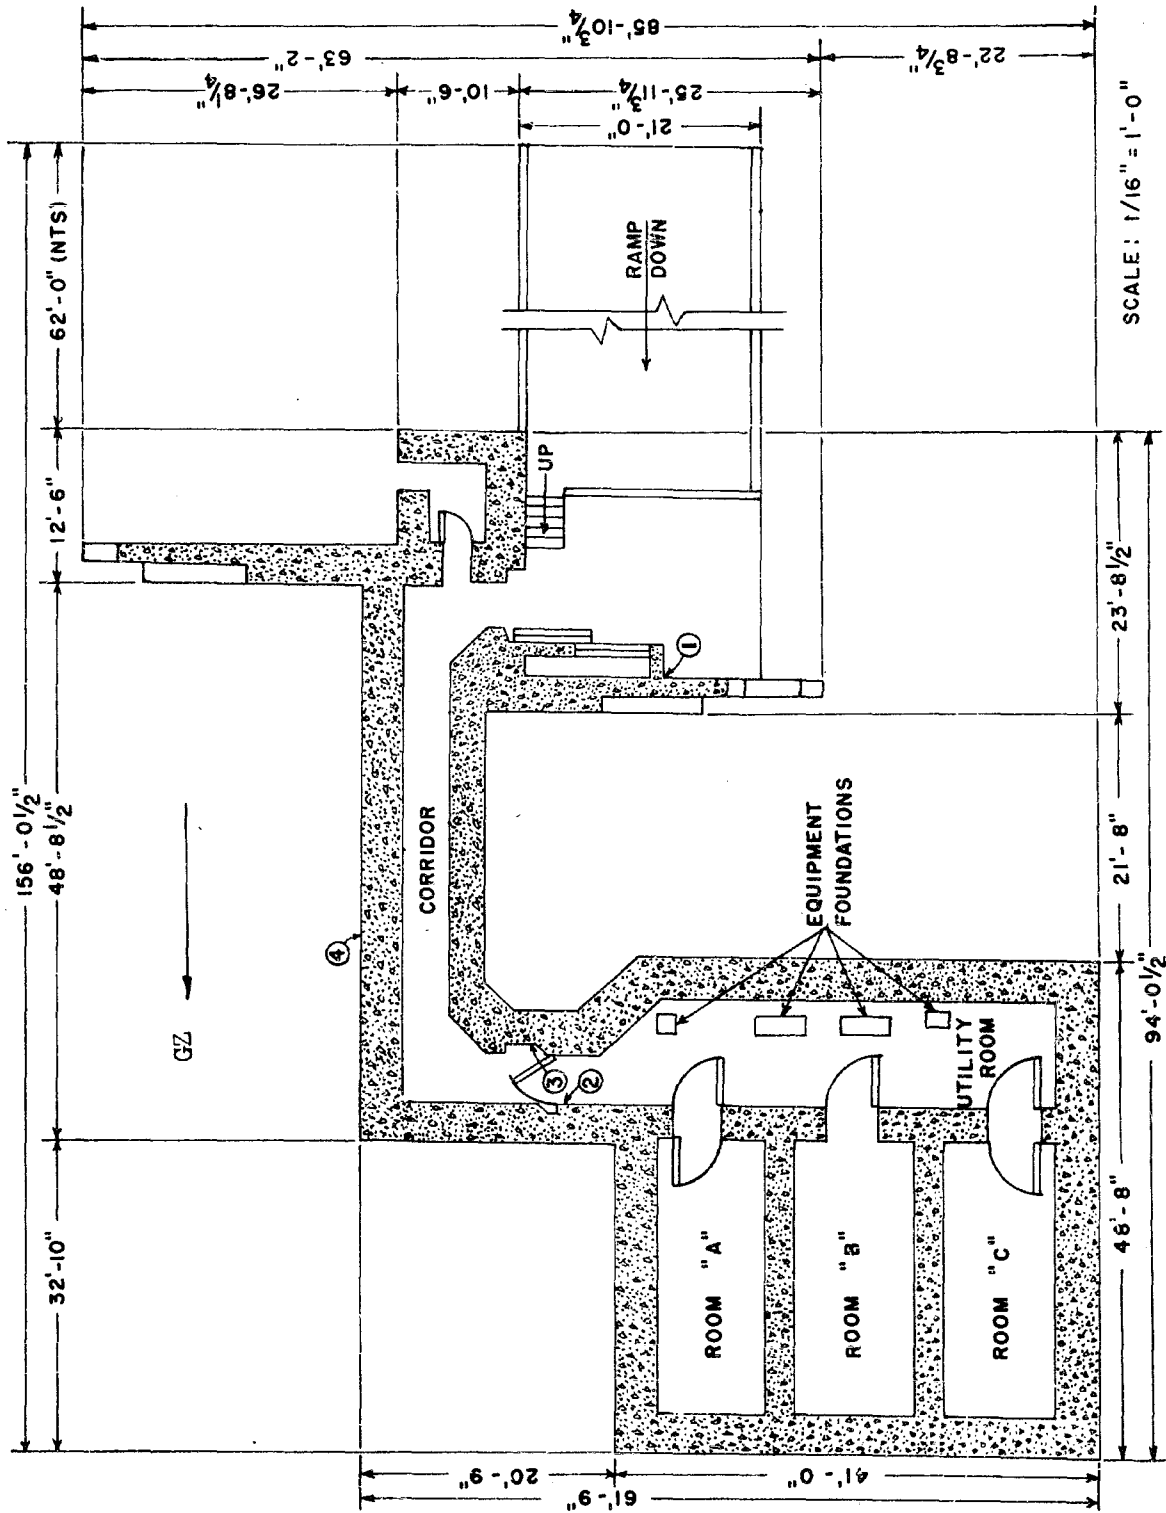 156'-0 1/2"
62'-0" (NTS)
12'-6"
48'-8 1/2"
32'-10"
85'-10 3/4"
63'-2"
22'-8 3/4"
26'-8 1/4"
10'-6"
25'-11 3/4"
21'-0"
SCALE: 1/16" = 1'-0"
RAMP
DOWN
UP
GZ
CORRIDOR
1
2
3
4
EQUIPMENT
FOUNDATIONS
UTILITY
ROOM
ROOM "A"
ROOM "B"
ROOM "C"
23'-8 1/2"
21'-8"
48'-8"
94'-0 1/2"
20'-9"
41'-0"
61'-9"